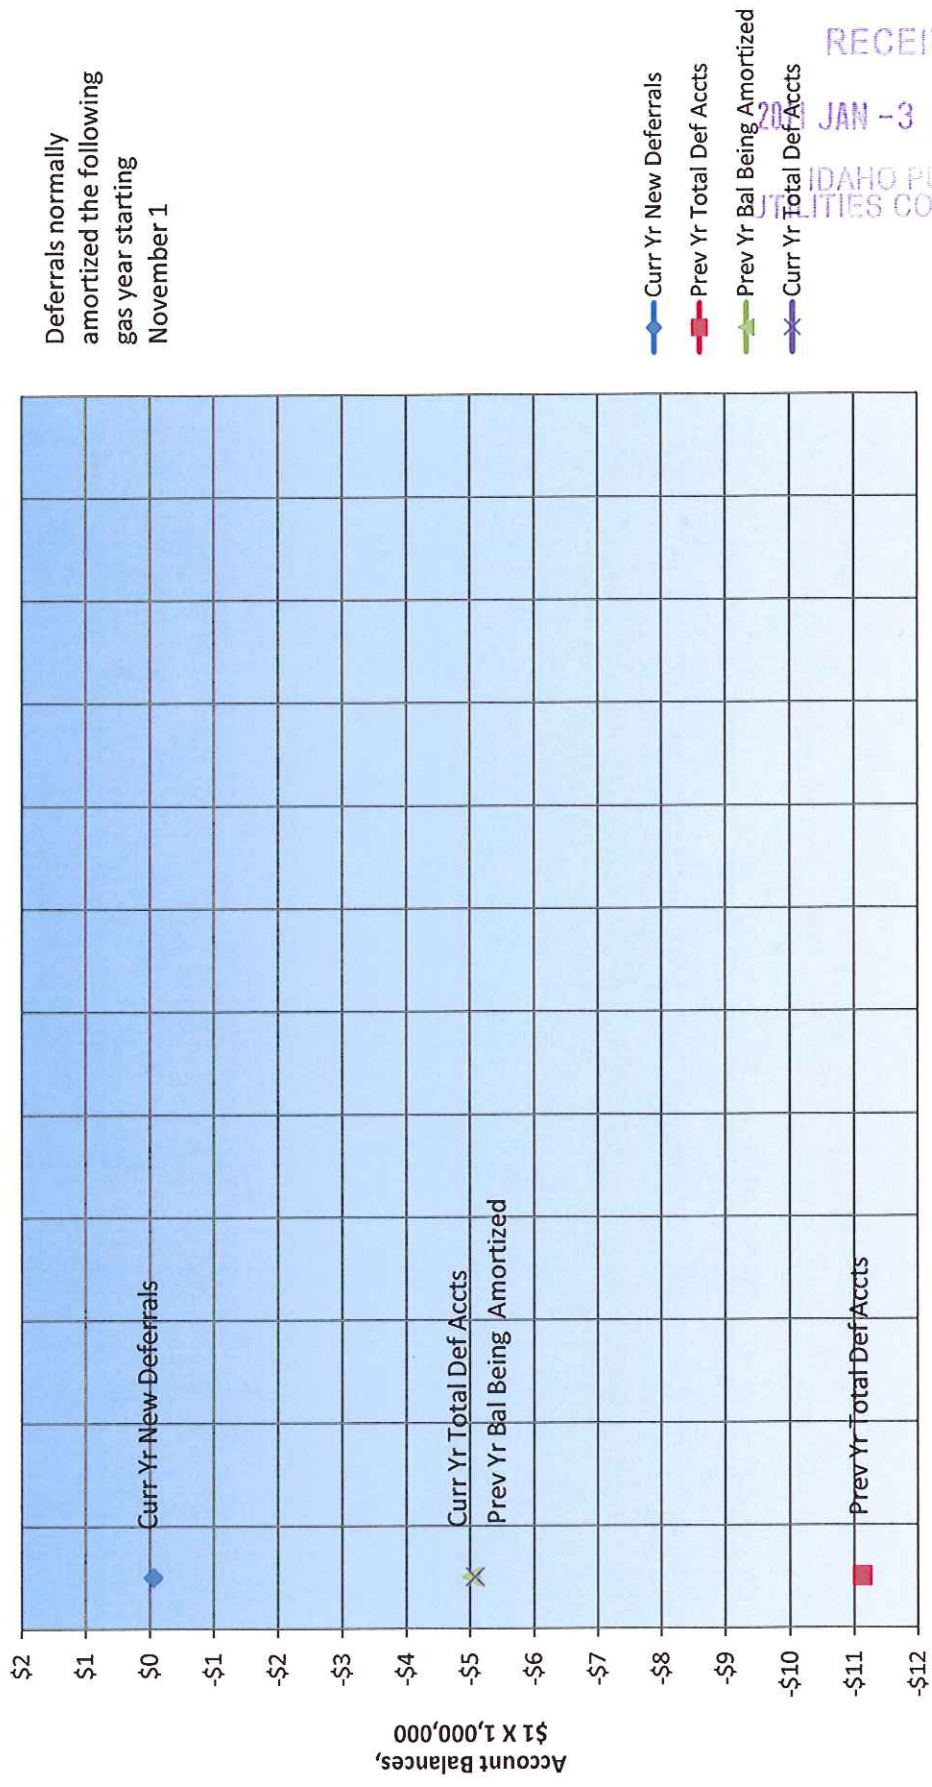 Deferrals normally
amortized the following
gas year starting
November 1
$2
$1
$0
-$1
-$2
-$3
-$4
-$5
-$6
-$7
-$8
-$9
-$10
-$11
-$12
Account Balances,
$1 X 1,000,000
Curr Yr New Deferrals
Curr Yr Total Def Accts
Prev Yr Bal Being Amortized
Prev Yr Total Def Accts
Curr Yr New Deferrals
Prev Yr Total Def Accts
Prev Yr Bal Being Amortized
Curr Yr Total Def Accts
JAN -3
IDAHO